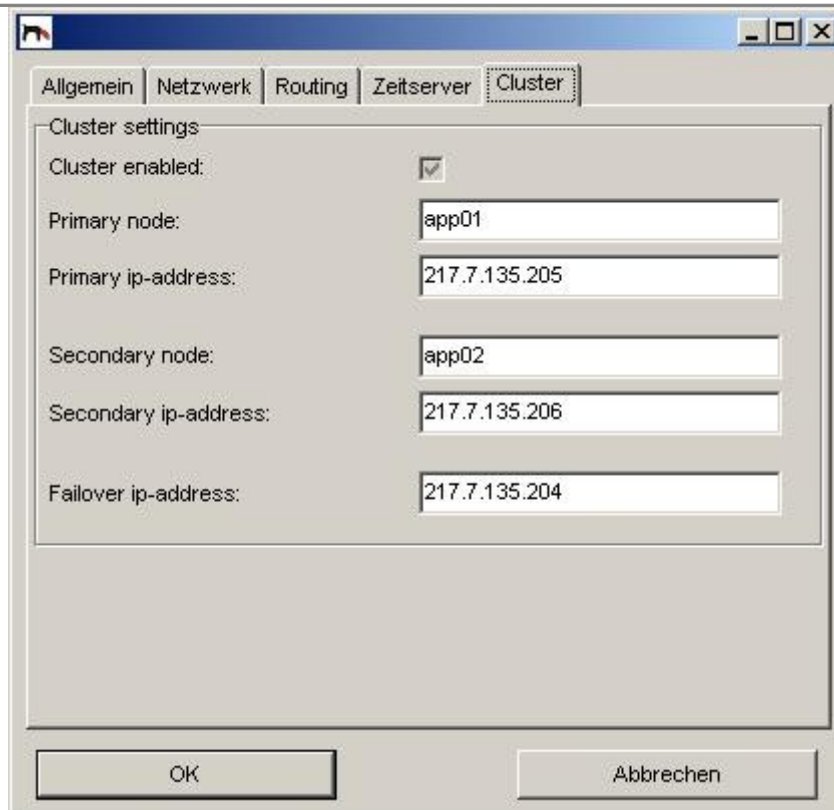 Allgemein Netzwerk Routing Zeitserver Cluster
Cluster settings
Cluster enabled:
Primary node: app01
Primary ip-address: 217.7.135.205
Secondary node: app02
Secondary ip-address: 217.7.135.206
Failover ip-address: 217.7.135.204
OK Abbrechen